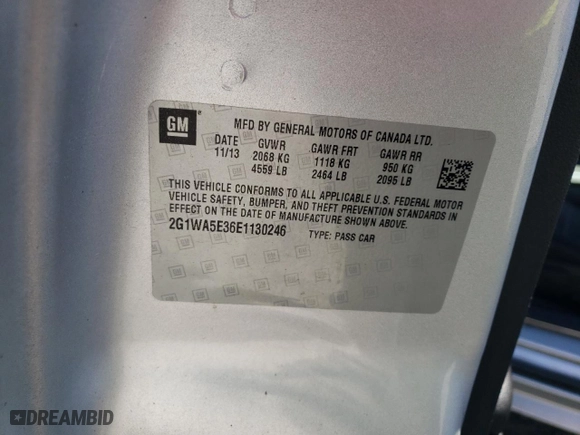 GM
MFD BY GENERAL MOTORS OF CANADA LTD.
DATE GVWR GAWR FRT GAWR RR
11/13 2068 KG 1118 KG 950 KG
4559 LB 2464 LB 2095 LB
THIS VEHICLE CONFORMS TO ALL APPLICABLE U.S. FEDERAL MOTOR
VEHICLE SAFETY, BUMPER, AND THEFT PREVENTION STANDARDS IN
EFFECT ON THE DATE OF MANUFACTURE SHOWN ABOVE.
2G1WA5E36E1130246 TYPE: PASS CAR
DREAMBID